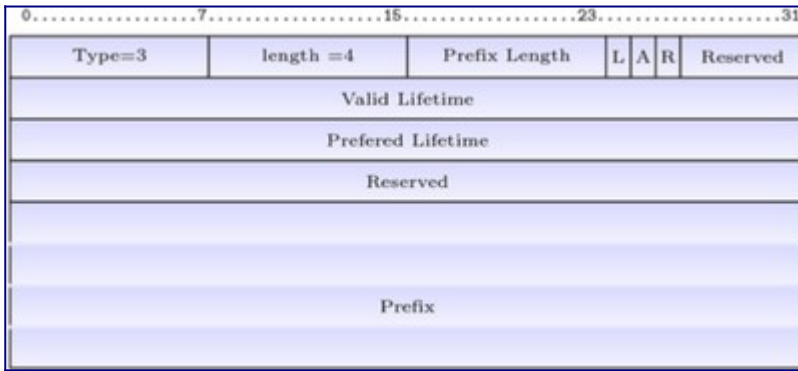 0.................7.................15.................23.................31
Type=3 length =4 Prefix Length L A R Reserved
Valid Lifetime
Prefered Lifetime
Reserved
Prefix